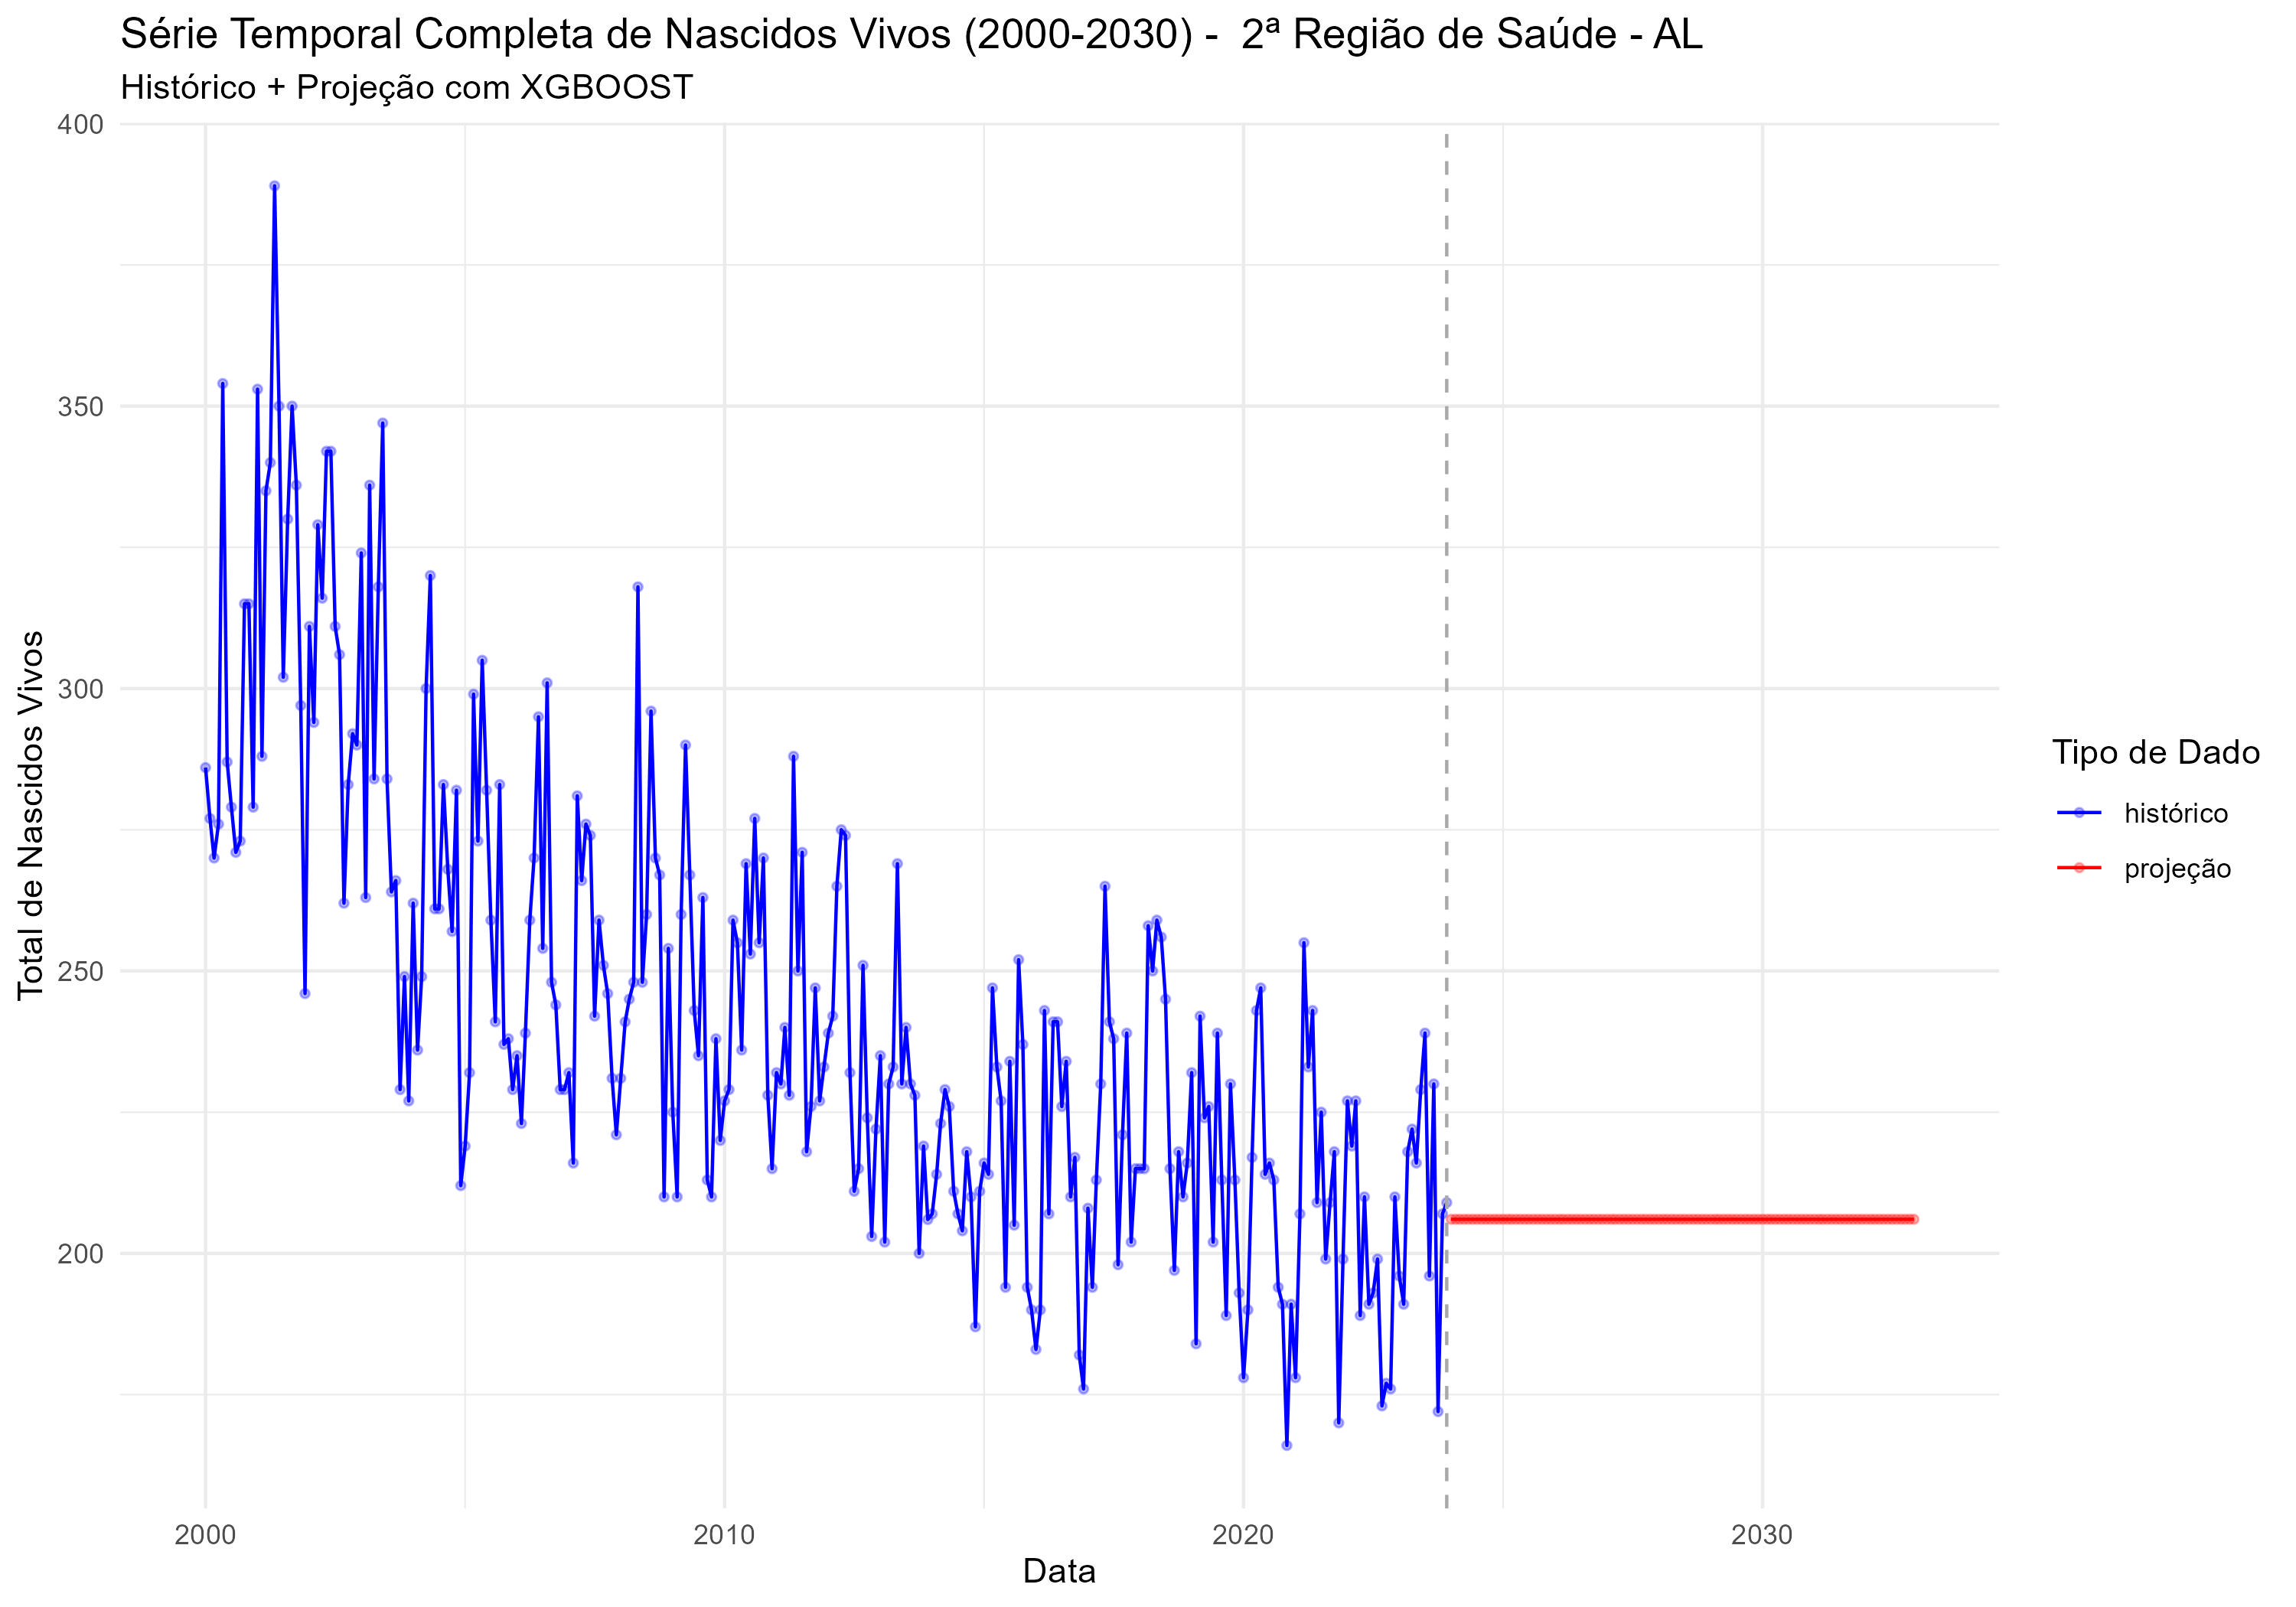 Série Temporal Completa de Nascidos Vivos (2000-2030) -  2ª Região de Saúde - AL
Histórico + Projeção com XGBOOST
400
350
300
250
200
Total de Nascidos Vivos
2000
2010
2020
2030
Data
Tipo de Dado
histórico
projeção